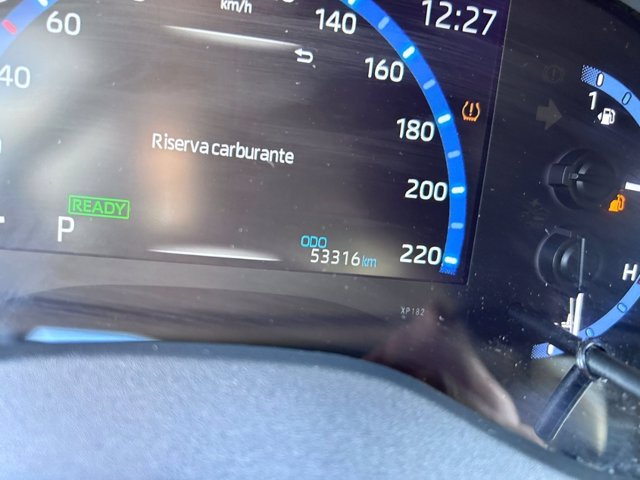 km/h
12:27
60
140
40
160
1
180
Riserva carburante
200
READY
P
ODO
53316 km
220
H
XP182